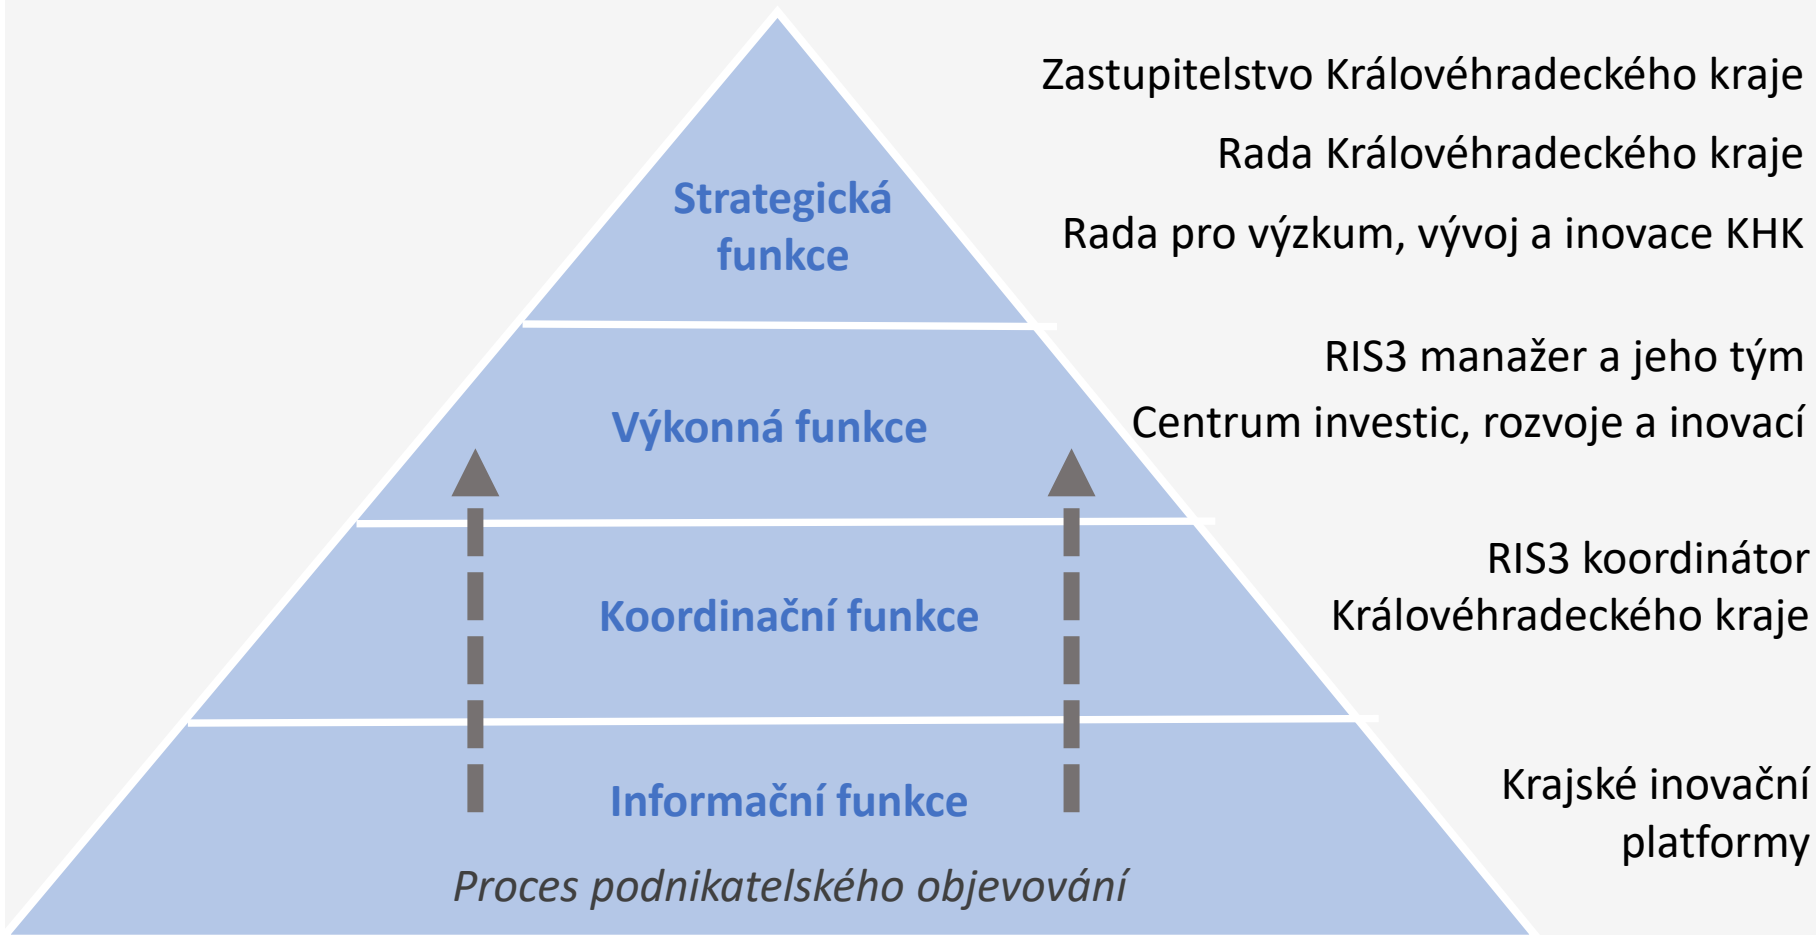 Zastupitelstvo Královéhradeckého kraje
Rada Královéhradeckého kraje
Strategická
funkce
Rada pro výzkum, vývoj a inovace KHK
RIS3 manažer a jeho tým
Výkonná funkce
Centrum investic, rozvoje a inovací
RIS3 koordinátor
Královéhradeckého kraje
Koordinační funkce
Krajské inovační
platformy
Informační funkce
Proces podnikatelského objevování